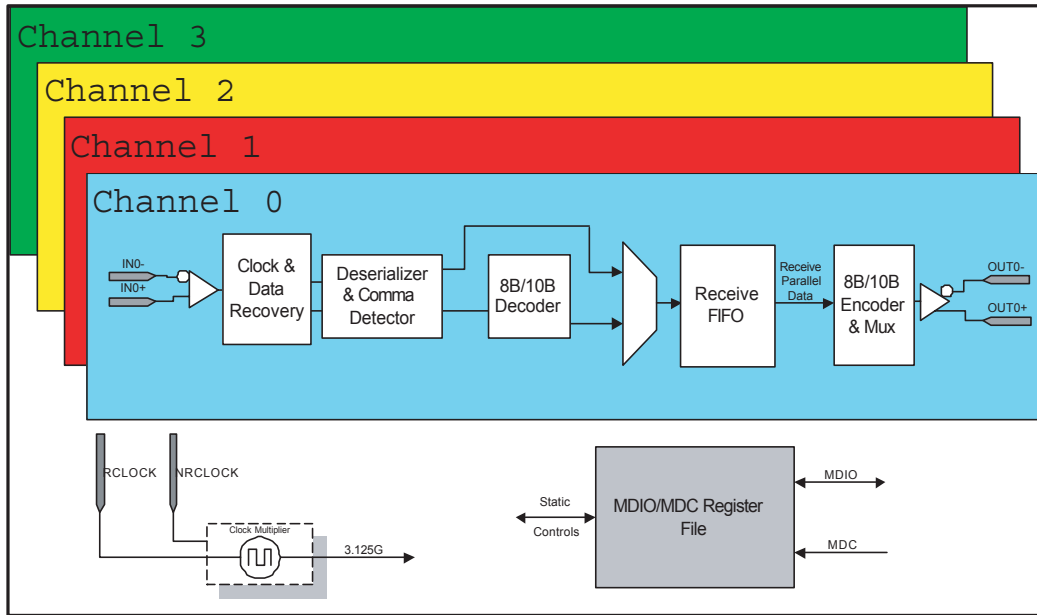 Channel 3
Channel 2
Channel 1
Channel 0
IN0-
IN0+
Clock &
Data
Recovery
Deserializer
& Comma
Detector
8B/10B
Decoder
Receive
FIFO
Receive
Parallel
Data
8B/10B
Encoder
& Mux
OUT0-
OUT0+
RCLOCK
NRCLOCK
Clock Multiplier
3.125G
Static
Controls
MDIO/MDC Register
File
MDIO
MDC